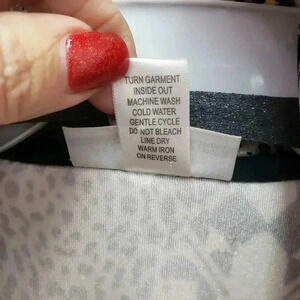 TURN GARMENT
INSIDE OUT
MACHINE WASH
COLD WATER
GENTLE CYCLE
DO NOT BLEACH
LINE DRY
WARM IRON
ON REVERSE